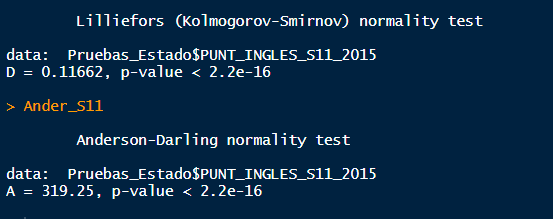 Lilliefors (Kolmogorov-Smirnov) normality test
data:  Pruebas_Estado$PUNT_INGLES_S11_2015
D = 0.11662, p-value < 2.2e-16
> Ander_S11
Anderson-Darling normality test
data:  Pruebas_Estado$PUNT_INGLES_S11_2015
A = 319.25, p-value < 2.2e-16